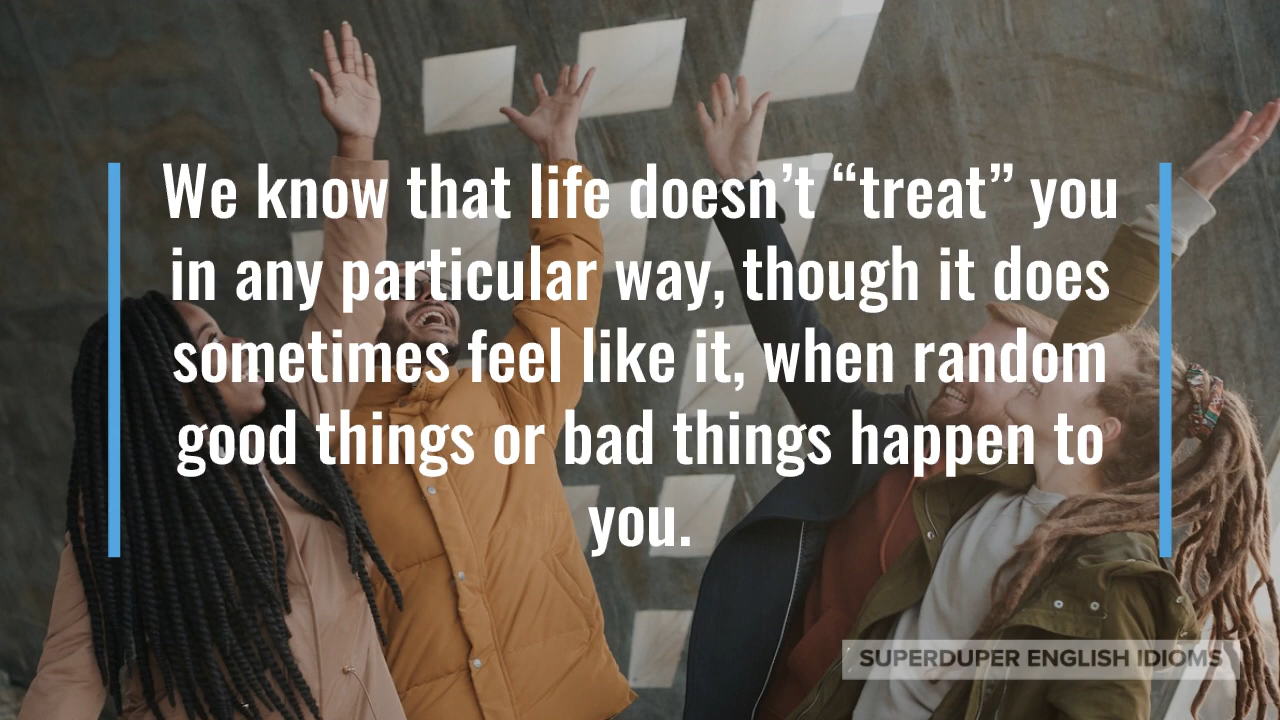 We know that life doesn’t “treat” you
in any particular way, though it does
sometimes feel like it, when random
good things or bad things happen to
you.
SUPERDUPER ENGLISH IDIOMS